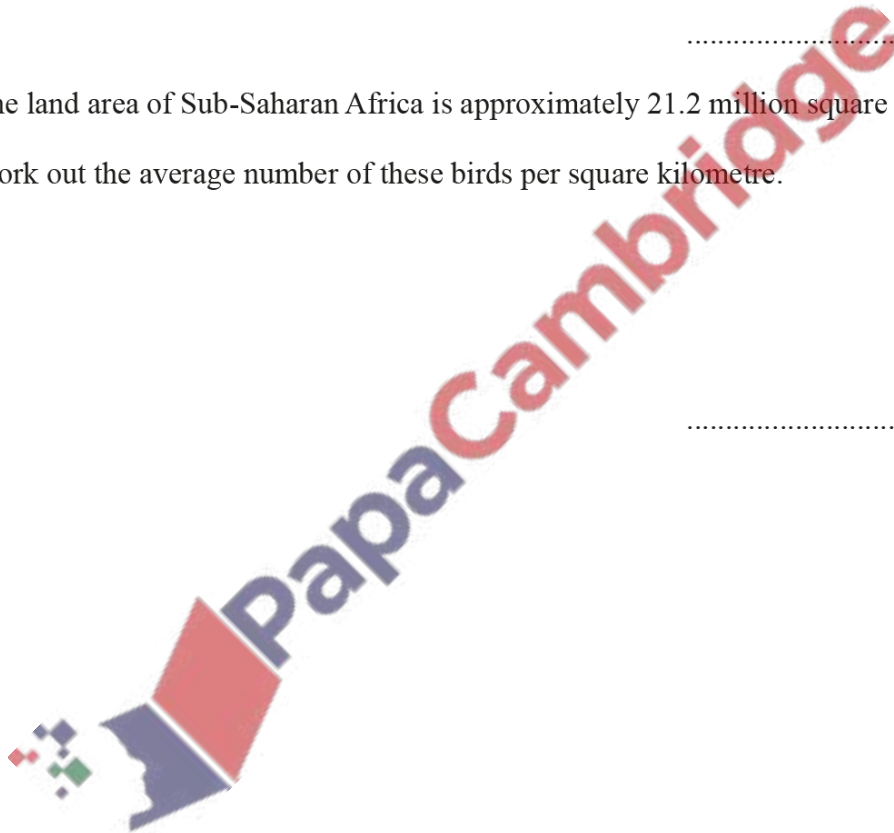 ..........................
he land area of Sub-Saharan Africa is approximately 21.2 million square
ork out the average number of these birds per square kilometre.
..........................
PapaCambridge